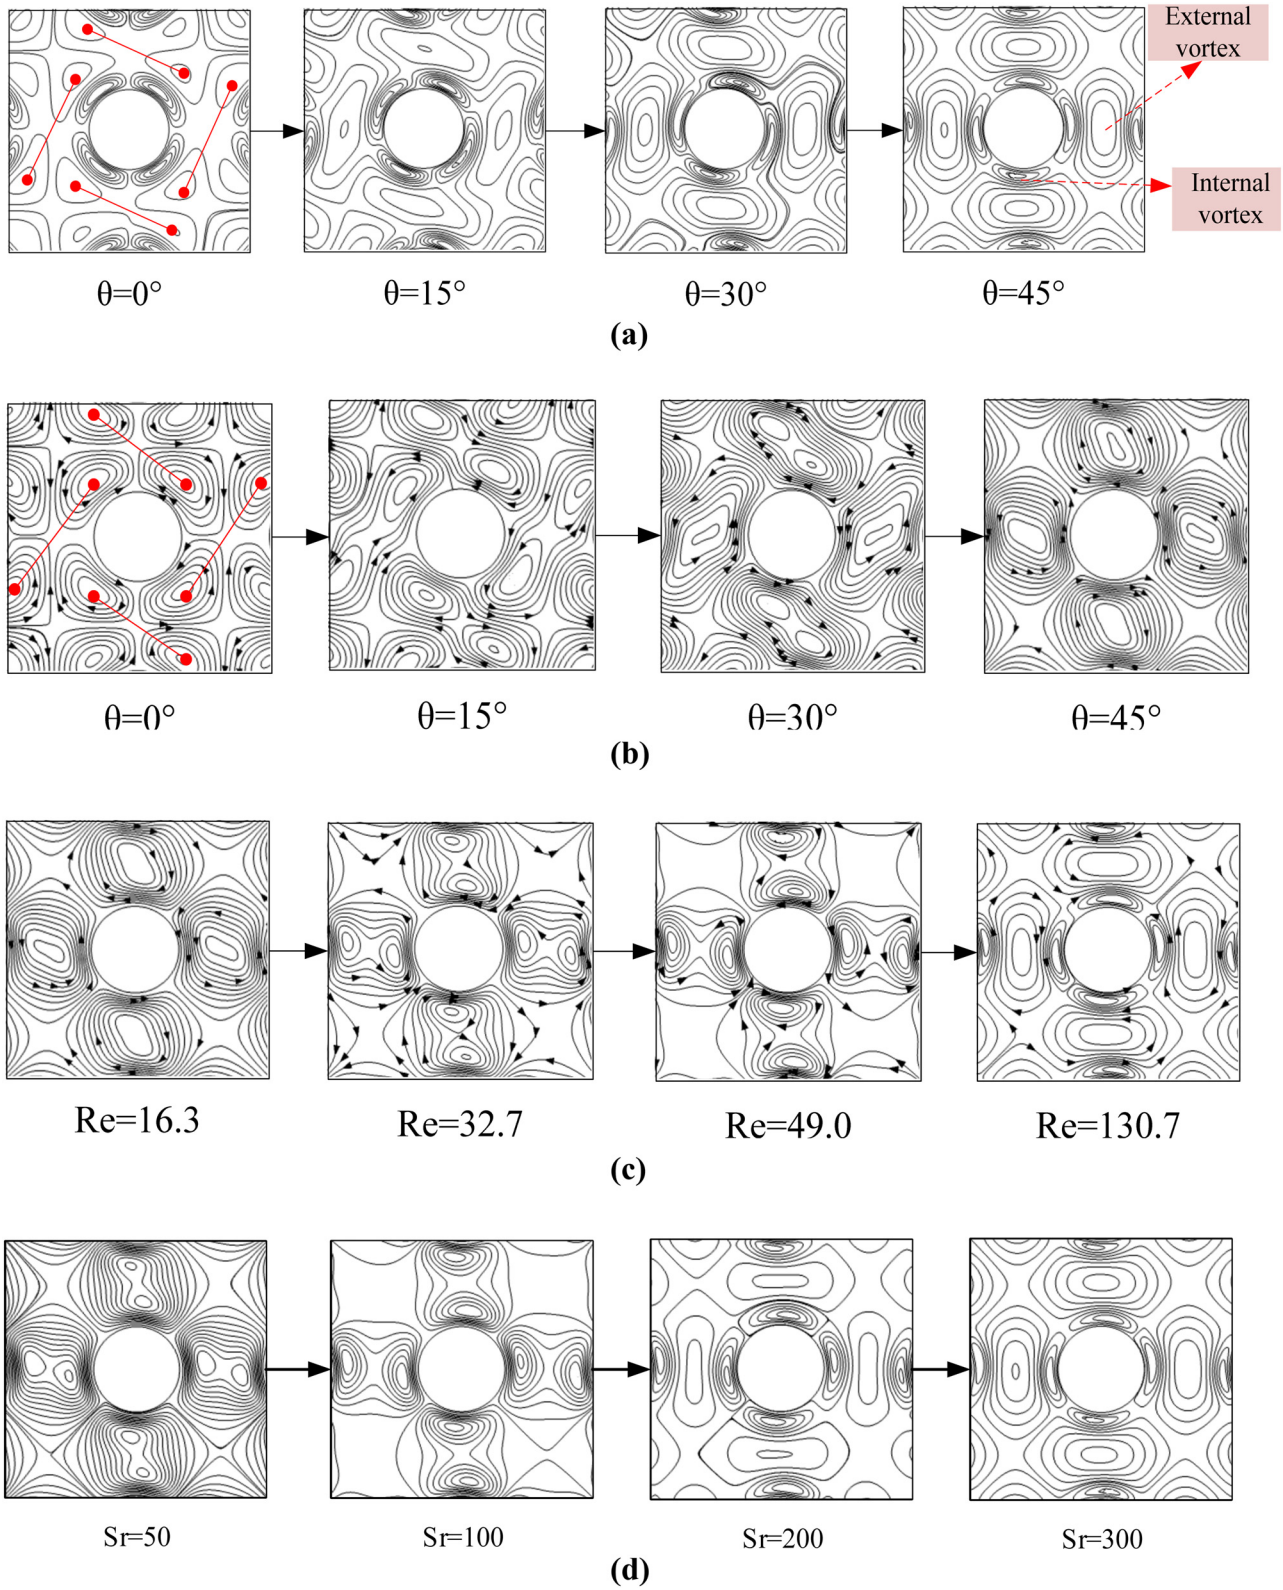 External
vortex
Internal
vortex
θ=0° θ=15° θ=30° θ=45°
(a)
θ=0° θ=15° θ=30° θ=45°
(b)
Re=16.3 Re=32.7 Re=49.0 Re=130.7
(c)
Sr=50 Sr=100 Sr=200 Sr=300
(d)